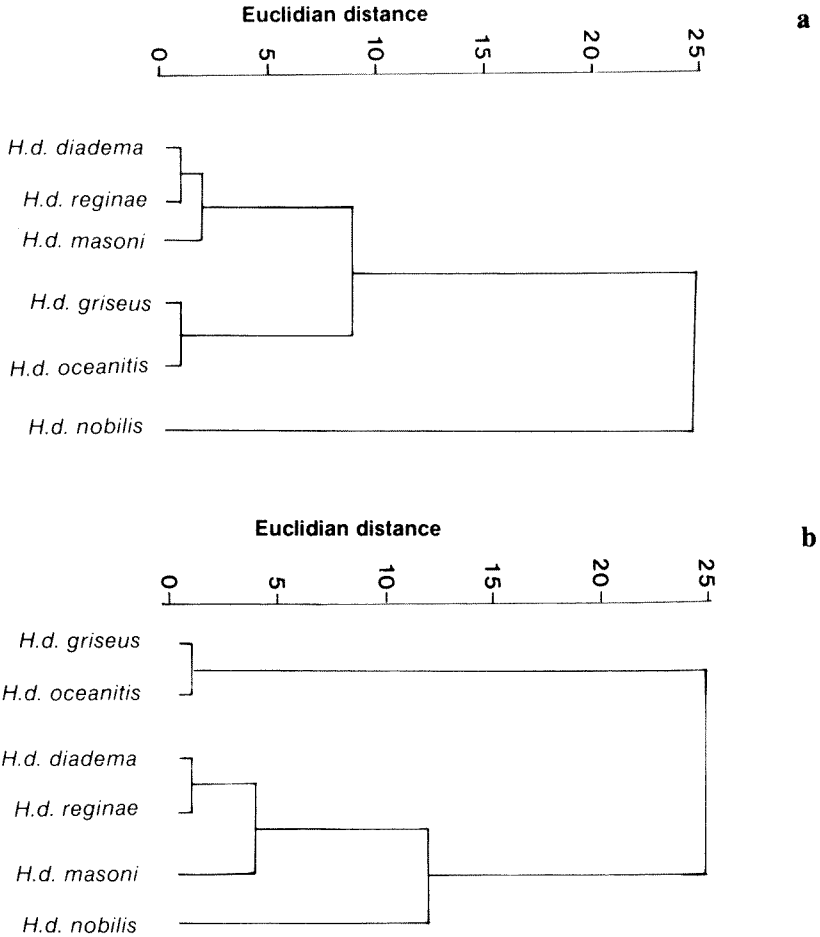 Euclidian distance
a
0 5 10 15 20 25
H.d. diadema
H.d. reginae
H.d. masoni
H.d. griseus
H.d. oceanitis
H.d. nobilis
Euclidian distance
b
0 5 10 15 20 25
H.d. griseus
H.d. oceanitis
H.d. diadema
H.d. reginae
H.d. masoni
H.d. nobilis